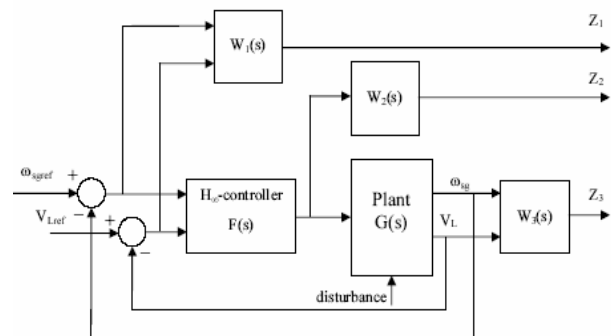 Z₁
W₁(s)
Z₂
W₂(s)
ω_sgref
+
−
V_Lref
+
−
H∞-controller
F(s)
Plant
G(s)
ω_sg
V_L
W₃(s)
Z₃
disturbance